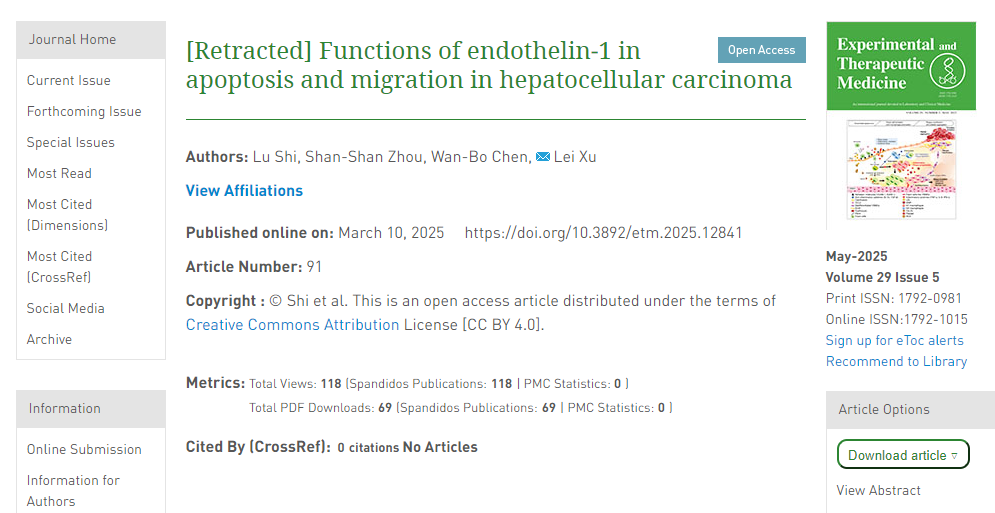 Journal Home
Current Issue
Forthcoming Issue
Special Issues
Most Read
Most Cited
(Dimensions)
Most Cited
(CrossRef)
Social Media
Archive
Information
Online Submission
Information for
Authors
[Retracted] Functions of endothelin-1 in
apoptosis and migration in hepatocellular carcinoma
Open Access
Authors: Lu Shi, Shan-Shan Zhou, Wan-Bo Chen, Lei Xu
View Affiliations
Published online on: March 10, 2025 https://doi.org/10.3892/etm.2025.12841
Article Number: 91
Copyright : © Shi et al. This is an open access article distributed under the terms of
Creative Commons Attribution License [CC BY 4.0].
Metrics: Total Views: 118 (Spandidos Publications: 118 | PMC Statistics: 0 )
Total PDF Downloads: 69 (Spandidos Publications: 69 | PMC Statistics: 0 )
Cited By (CrossRef): 0 citations No Articles
Experimental and
Therapeutic
Medicine
May-2025
Volume 29 Issue 5
Print ISSN: 1792-0981
Online ISSN:1792-1015
Sign up for eToc alerts
Recommend to Library
Article Options
Download article ▿
View Abstract